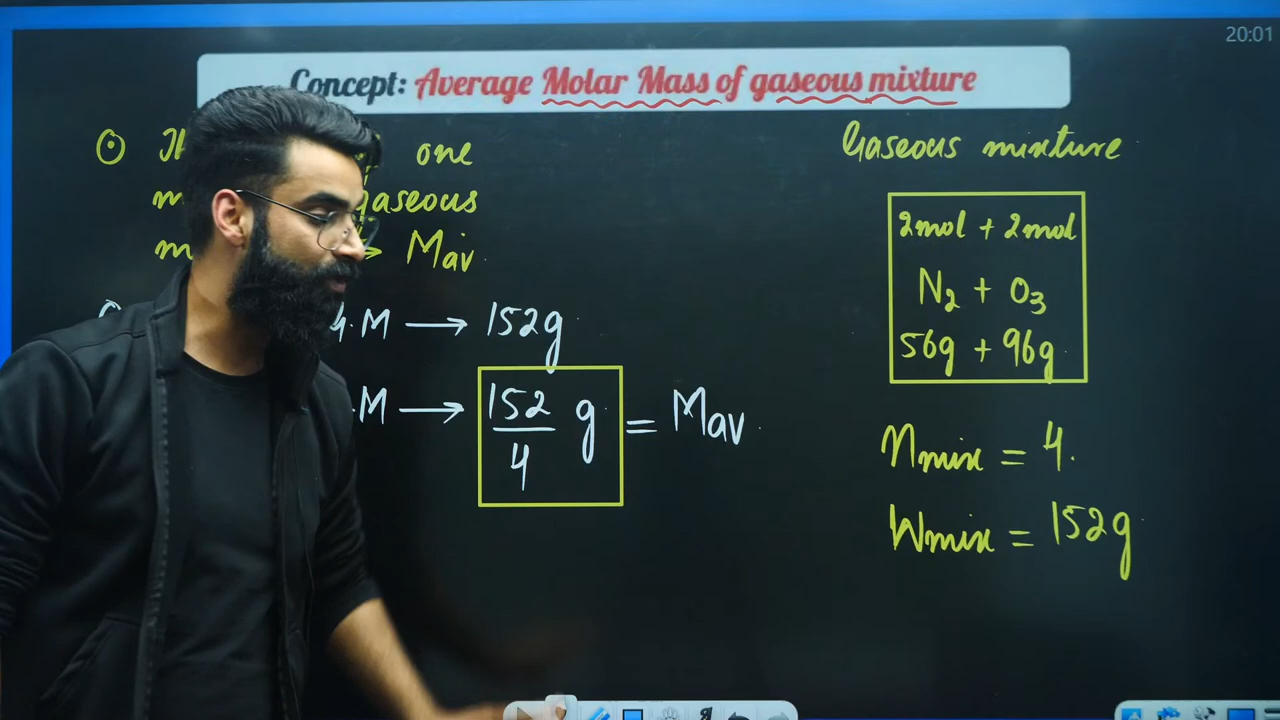 20:01
Concept: Average Molar Mass of gaseous mixture
one
gaseous
Mav
.M → 152g
.M → 152/4 g = Mav
Gaseous mixture
2mol + 2mol
N₂ + O₃
56g + 96g
nmix = 4.
Wmix = 152g